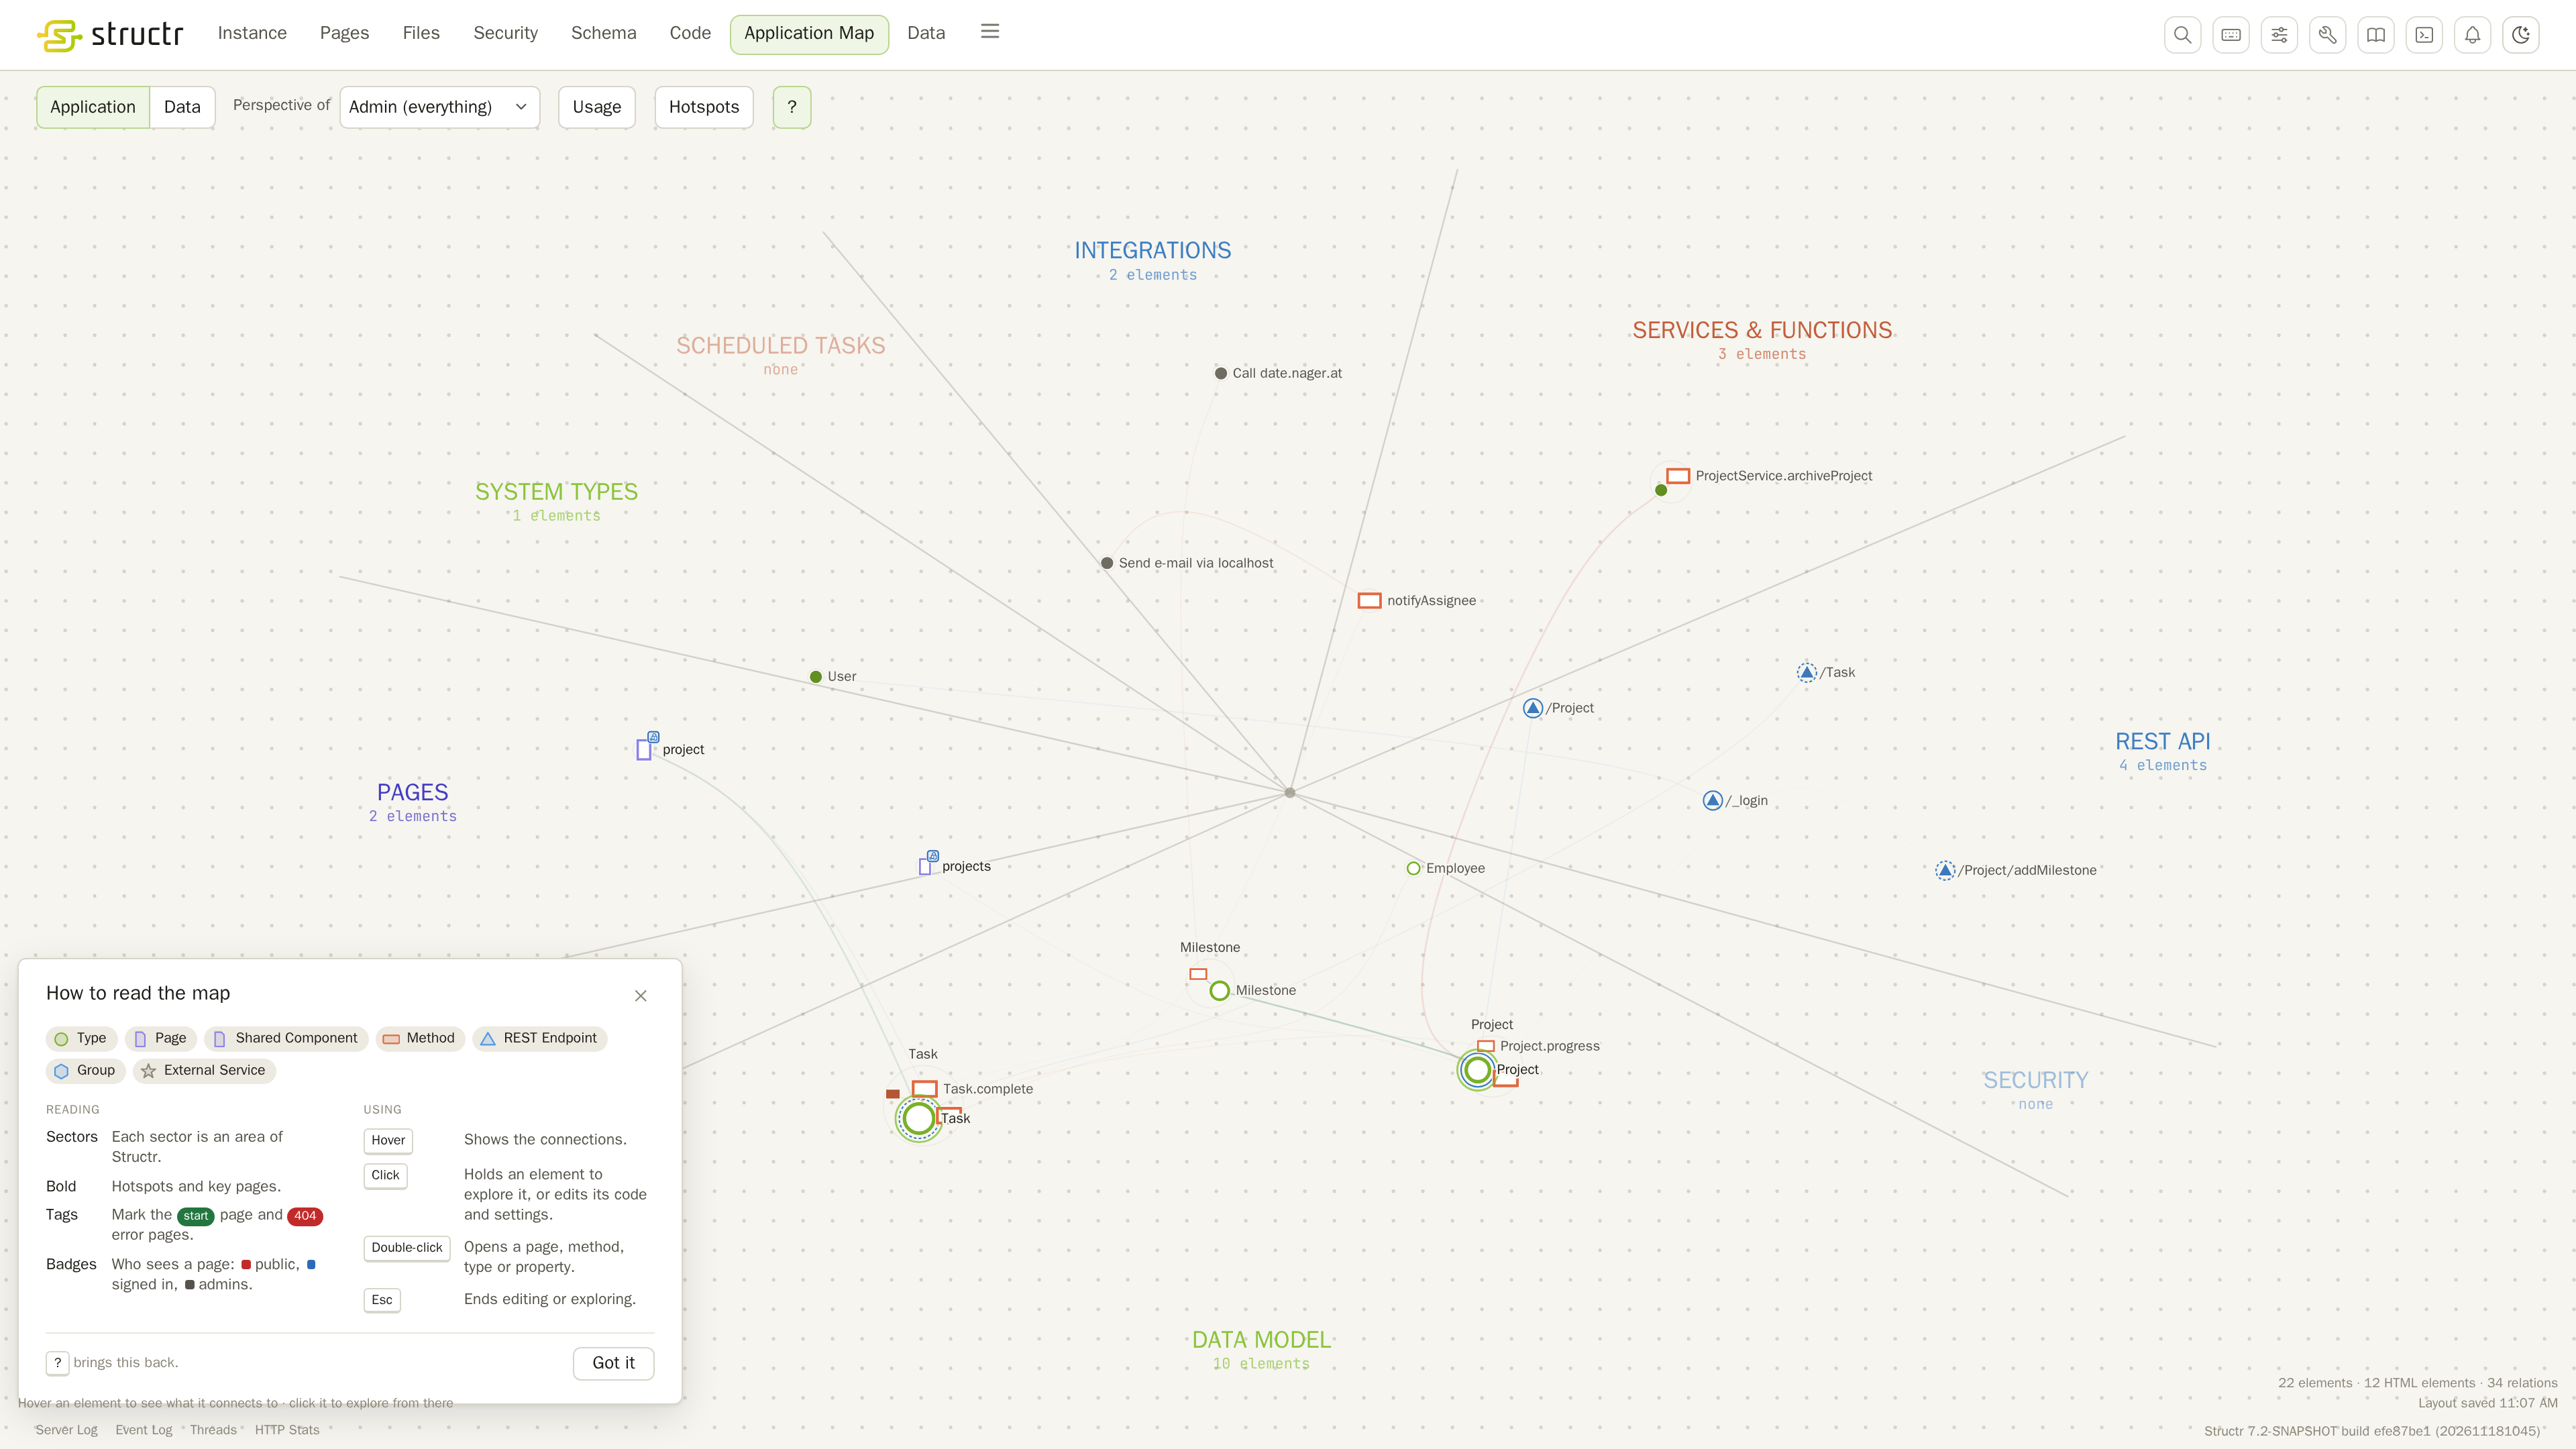 structr
Instance Pages Files Security Schema Code Application Map Data
Application Data Perspective of Admin (everything) Usage Hotspots ?
INTEGRATIONS
2 elements
SERVICES & FUNCTIONS
3 elements
SCHEDULED TASKS
none
Call date.nager.at
ProjectService.archiveProject
SYSTEM TYPES
1 elements
Send e-mail via localhost
notifyAssignee
User
/Task
/Project
project
REST API
4 elements
PAGES
2 elements
/_login
projects
Employee
/Project/addMilestone
Milestone
Milestone
Project
Project.progress
Project
Task
Task.complete
Task
SECURITY
none
DATA MODEL
10 elements
How to read the map
Type Page Shared Component Method REST Endpoint
Group External Service
READING
Sectors Each sector is an area of
Structr.
Bold Hotspots and key pages.
Tags Mark the start page and 404
error pages.
Badges Who sees a page: public,
signed in, admins.
USING
Hover Shows the connections.
Click Holds an element to
explore it, or edits its code
and settings.
Double-click Opens a page, method,
type or property.
Esc Ends editing or exploring.
? brings this back. Got it
Hover an element to see what it connects to · click it to explore from there
22 elements · 12 HTML elements · 34 relations
Layout saved 11:07 AM
Server Log Event Log Threads HTTP Stats
Structr 7.2-SNAPSHOT build efe87be1 (202611181045)